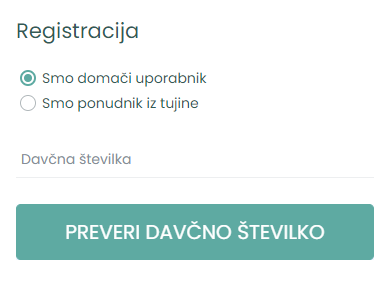 Registracija
Smo domači uporabnik
Smo ponudnik iz tujine
Davčna številka
PREVERI DAVČNO ŠTEVILKO